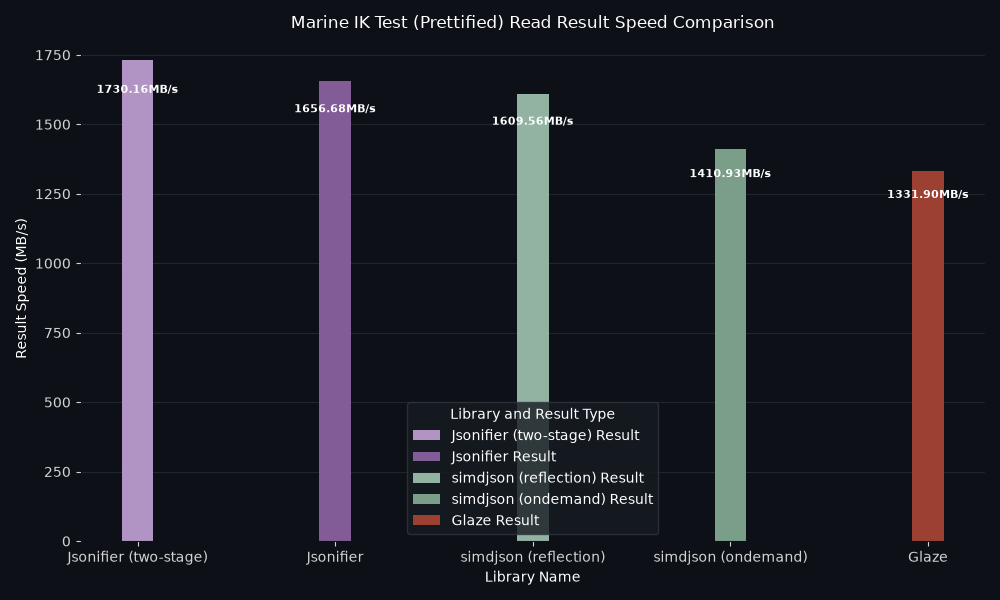 Marine IK Test (Prettified) Read Result Speed Comparison
Result Speed (MB/s)
1750
1500
1250
1000
750
500
250
0
1730.16MB/s
1656.68MB/s
1609.56MB/s
1410.93MB/s
1331.90MB/s
Library and Result Type
Jsonifier (two-stage) Result
Jsonifier Result
simdjson (reflection) Result
simdjson (ondemand) Result
Glaze Result
Jsonifier (two-stage)
Jsonifier
simdjson (reflection)
simdjson (ondemand)
Glaze
Library Name